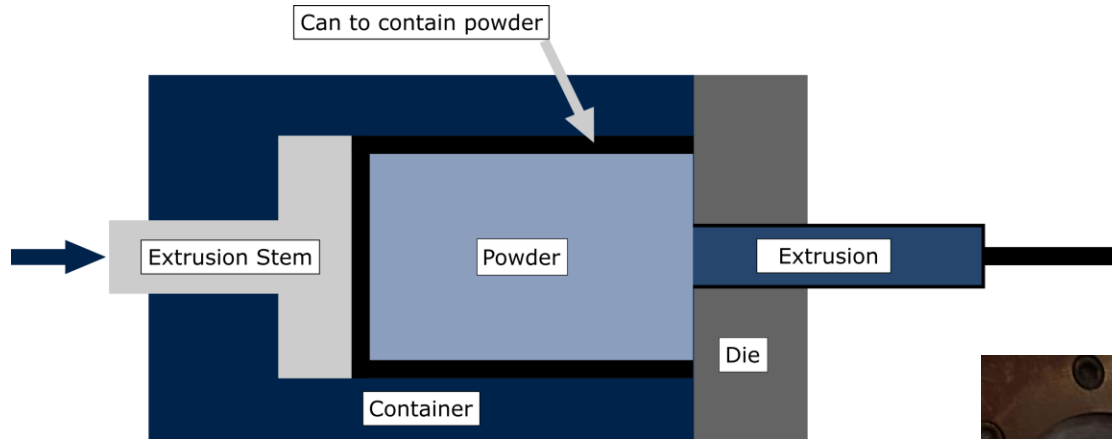 Can to contain powder
Extrusion Stem
Powder
Extrusion
Die
Container